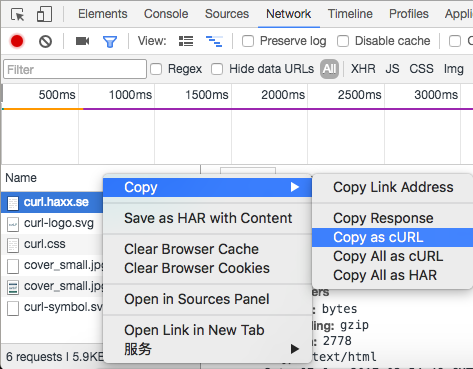 Elements Console Sources Network Timeline Profiles Applic
View: Preserve log Disable cache
Filter Regex Hide data URLs All XHR JS CSS Img
500ms 1000ms 1500ms 2000ms 2500ms 3000ms
Name
curl.haxx.se
curl-logo.svg
curl.css
cover_small.jpg
cover_small.jpg
curl-symbol.sv
6 requests | 5.9KB
Copy
Save as HAR with Content
Clear Browser Cache
Clear Browser Cookies
Open in Sources Panel
Open Link in New Tab
服务
Copy Link Address
Copy Response
Copy as cURL
Copy All as cURL
Copy All as HAR
ers
: bytes
ding: gzip
: 2778
ext/html